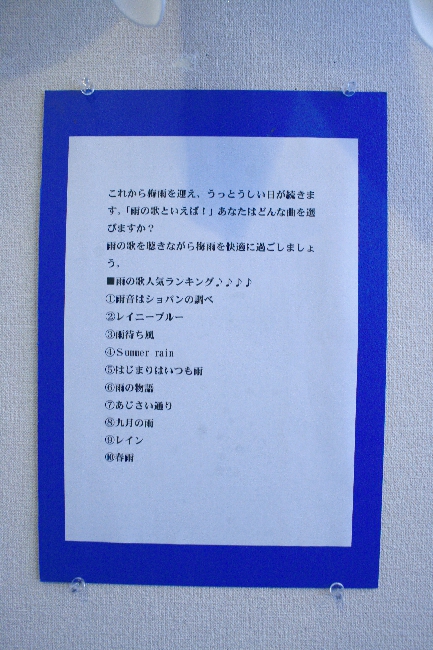 これから梅雨を迎え、うっとうしい日が続きま
す。「雨の歌といえば！」あなたはどんな曲を選
びますか？
雨の歌を聴きながら梅雨を快適に過ごしましょ
う。
■雨の歌人気ランキング♪♪♪♪
①雨音はショパンの調べ
②レイニーブルー
③雨待ち風
④Summer rain
⑤はじまりはいつも雨
⑥雨の物語
⑦あじさい通り
⑧九月の雨
⑨レイン
⑩春雨